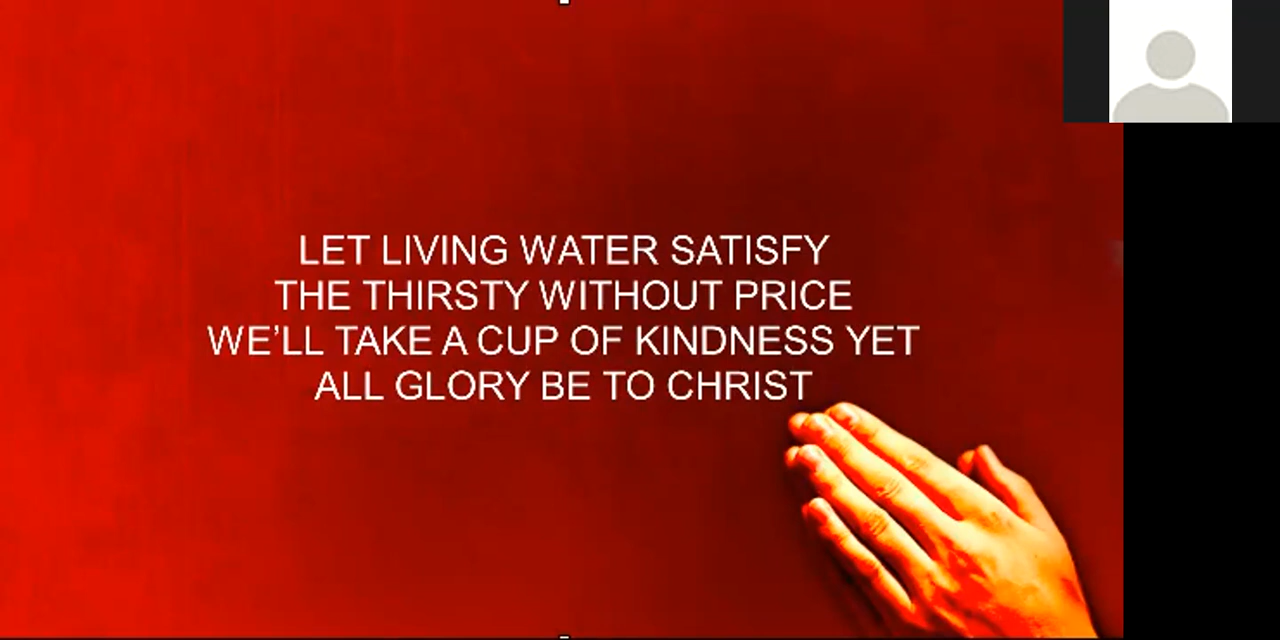 LET LIVING WATER SATISFY
THE THIRSTY WITHOUT PRICE
WE’LL TAKE A CUP OF KINDNESS YET
ALL GLORY BE TO CHRIST